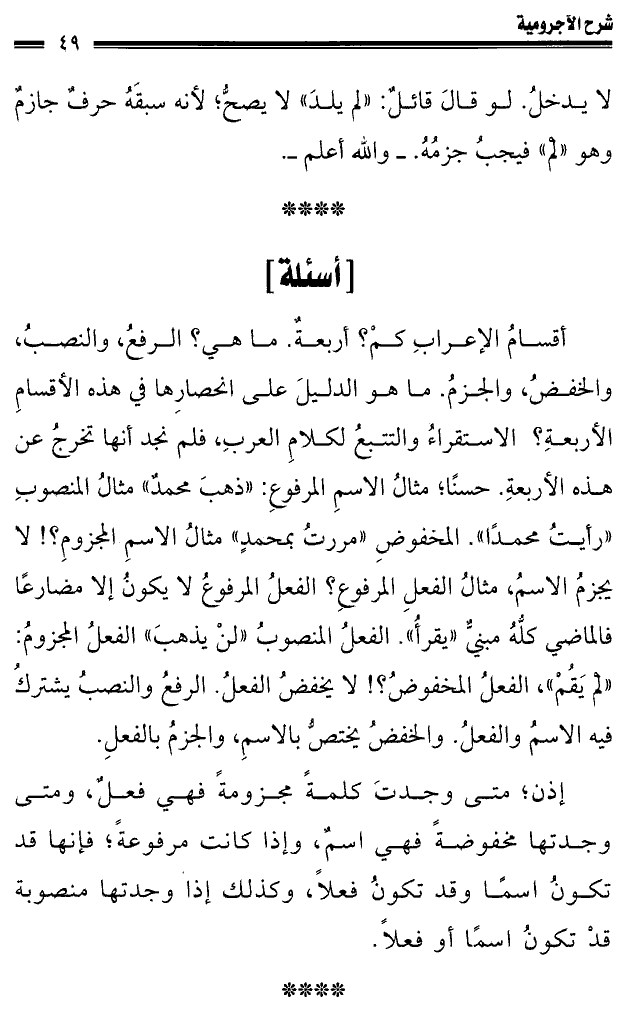 شرح الآجرومية
٤٩
لا يدخلُ. لو قالَ قائلٌ: «لم يلدَ» لا يصحُّ؛ لأنه سبقَهُ حرفٌ جازمٌ
وهو «لمْ» فيجبُ جزمُهُ. ـ والله أعلم ـ.
****
[أسئلة]
أقسامُ الإعرابِ كمْ؟ أربعةٌ. ما هي؟ الرفعُ، والنصبُ،
والخفضُ، والجزمُ. ما هو الدليلَ على انحصارِها في هذه الأقسامِ
الأربعةِ؟ الاستقراءُ والتتبعُ لكلامِ العربِ، فلم نجد أنها تخرجُ عن
هذه الأربعةِ. حسنًا؛ مثالُ الاسمِ المرفوعِ: «ذهبَ محمدٌ» مثالُ المنصوبِ
«رأيتُ محمدًا». المخفوضِ «مررتُ بمحمدٍ» مثالُ الاسمِ المجزومِ؟! لا
يجزمُ الاسمُ، مثالُ الفعلِ المرفوعِ؟ الفعلُ المرفوعُ لا يكونُ إلا مضارعًا
فالماضي كلُّهُ مبنيٌّ «يقرأُ». الفعلُ المنصوبُ «لنْ يذهبَ» الفعلُ المجزومُ:
«لمْ يَقُمْ»، الفعلُ المخفوضُ؟! لا يخفضُ الفعلُ. الرفعُ والنصبُ يشتركُ
فيه الاسمُ والفعلُ. والخفضُ يختصُّ بالاسمِ، والجزمُ بالفعلِ.
إذن؛ متى وجدتَ كلمةً مجزومةً فهي فعلٌ، ومتى
وجدتها مخفوضةً فهي اسمٌ، وإذا كانت مرفوعةً؛ فإنها قد
تكونُ اسمًا وقد تكونُ فعلاً، وكذلك إذا وجدتها منصوبة
قدْ تكونُ اسمًا أو فعلاً.
****